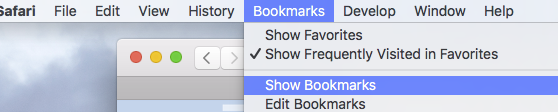 Safari File Edit View History Bookmarks Develop Window Help
Show Favorites
✓ Show Frequently Visited in Favorites
Show Bookmarks
Edit Bookmarks